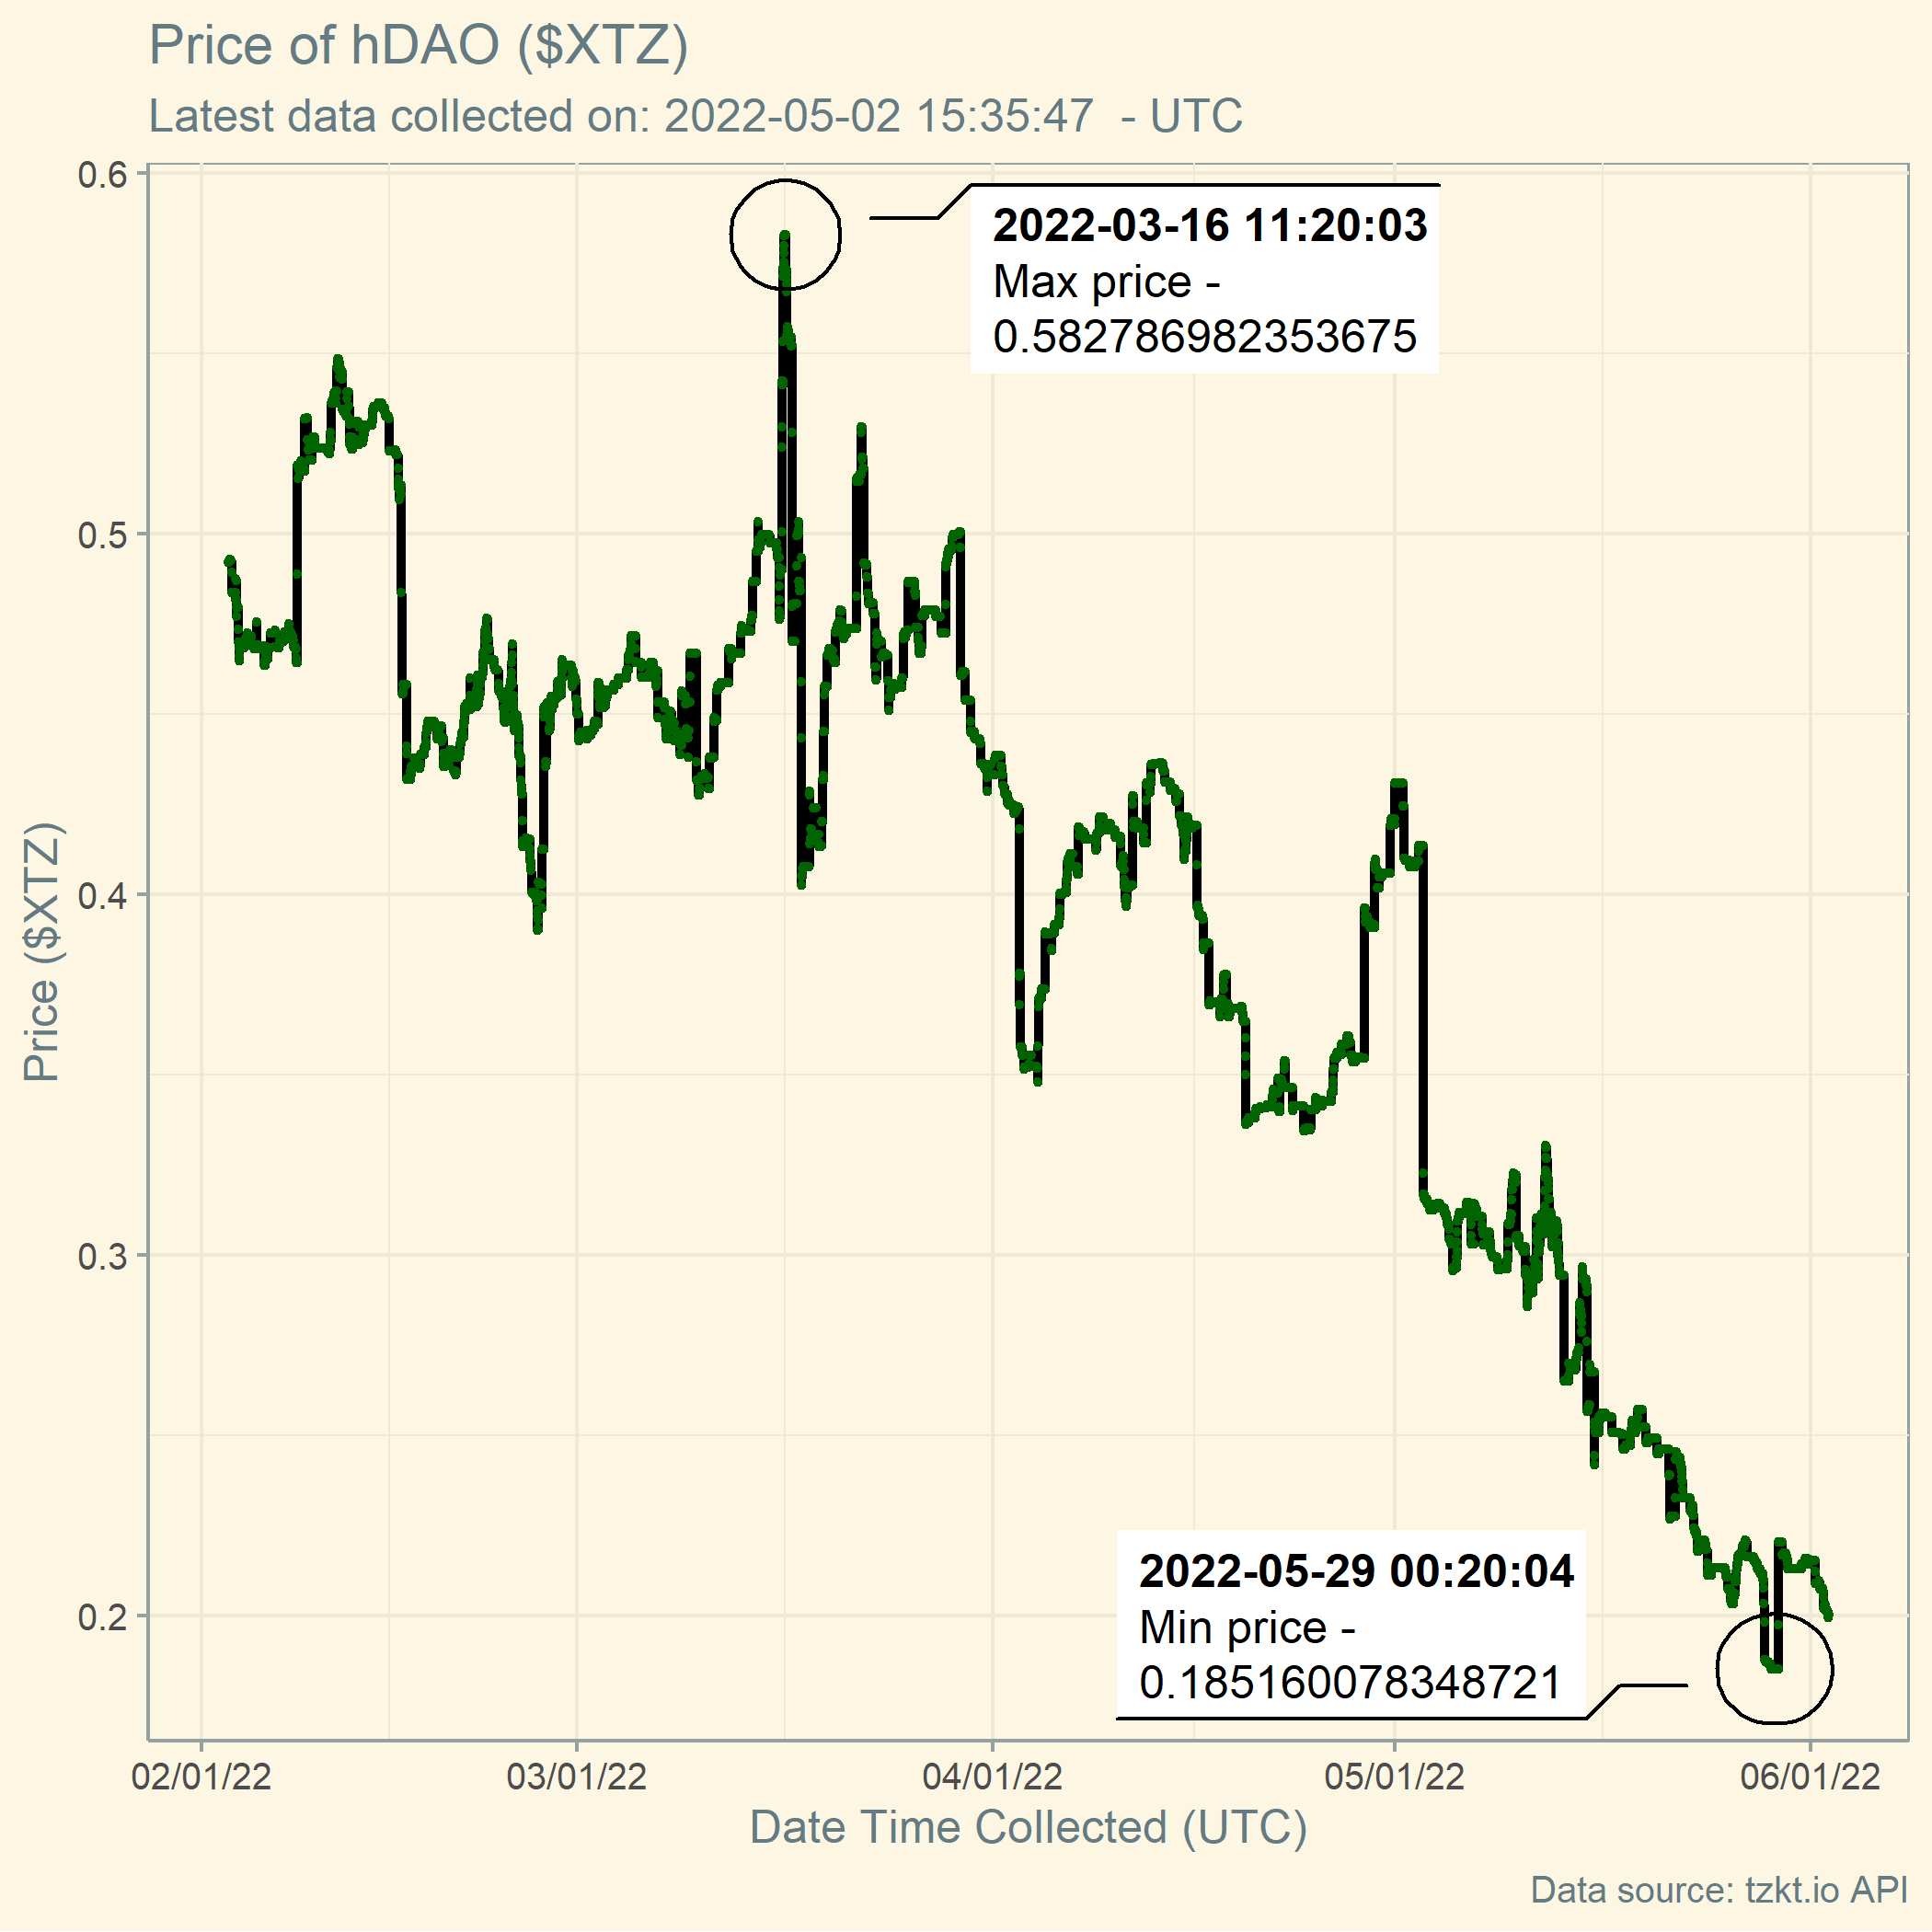 Price of hDAO ($XTZ)
Latest data collected on: 2022-05-02 15:35:47  - UTC
0.6
2022-03-16 11:20:03
Max price -
0.582786982353675
0.5
Price ($XTZ)
0.4
0.3
2022-05-29 00:20:04
Min price -
0.185160078348721
0.2
02/01/22 03/01/22 04/01/22 05/01/22 06/01/22
Date Time Collected (UTC)
Data source: tzkt.io API